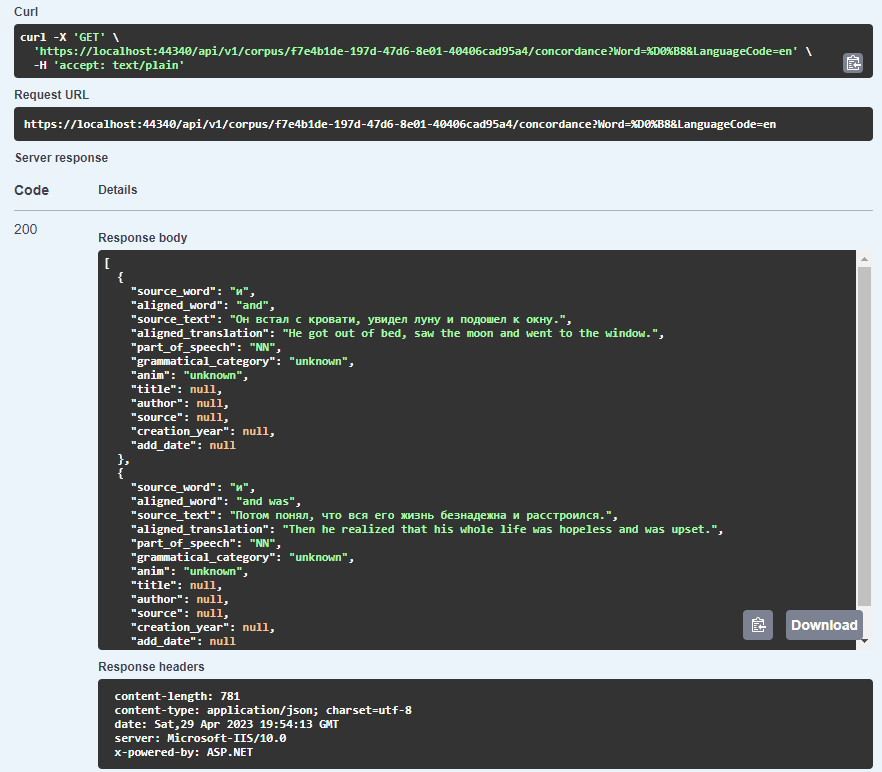 Curl
curl -X 'GET' \
  'https://localhost:44340/api/v1/corpus/f7e4b1de-197d-47d6-8e01-40406cad95a4/concordance?Word=%D0%B8&LanguageCode=en' \
  -H 'accept: text/plain'
Request URL
https://localhost:44340/api/v1/corpus/f7e4b1de-197d-47d6-8e01-40406cad95a4/concordance?Word=%D0%B8&LanguageCode=en
Server response
Code Details
200
Response body
[
  {
    "source_word": "и",
    "aligned_word": "and",
    "source_text": "Он встал с кровати, увидел луну и подошел к окну.",
    "aligned_translation": "He got out of bed, saw the moon and went to the window.",
    "part_of_speech": "NN",
    "grammatical_category": "unknown",
    "anim": "unknown",
    "title": null,
    "author": null,
    "source": null,
    "creation_year": null,
    "add_date": null
  },
  {
    "source_word": "и",
    "aligned_word": "and was",
    "source_text": "Потом понял, что вся его жизнь безнадежна и расстроился.",
    "aligned_translation": "Then he realized that his whole life was hopeless and was upset.",
    "part_of_speech": "NN",
    "grammatical_category": "unknown",
    "anim": "unknown",
    "title": null,
    "author": null,
    "source": null,
    "creation_year": null,
    "add_date": null
Download
Response headers
content-length: 781
content-type: application/json; charset=utf-8
date: Sat,29 Apr 2023 19:54:13 GMT
server: Microsoft-IIS/10.0
x-powered-by: ASP.NET